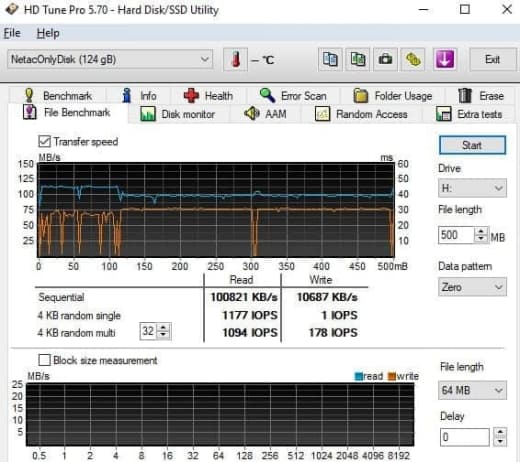 HD Tune Pro 5.70 - Hard Disk/SSD Utility
File Help
NetacOnlyDisk (124 gB)
— °C
Exit
Benchmark Info Health Error Scan Folder Usage Erase
File Benchmark Disk monitor AAM Random Access Extra tests
Transfer speed
Start
MB/s ms
150 125 100 75 50 25
60 50 40 30 20 10
0 50 100 150 200 250 300 350 400 450 500mB
Drive
H:
File length
500 MB
Data pattern
Zero
Read Write
Sequential 100821 KB/s 10687 KB/s
4 KB random single 1177 IOPS 1 IOPS
4 KB random multi 32 1094 IOPS 178 IOPS
Block size measurement
MB/s read write
25
20
15
10
5
0.5 1 2 4 8 16 32 64 128 256 512 1024 2048 4096 8192
File length
64 MB
Delay
0